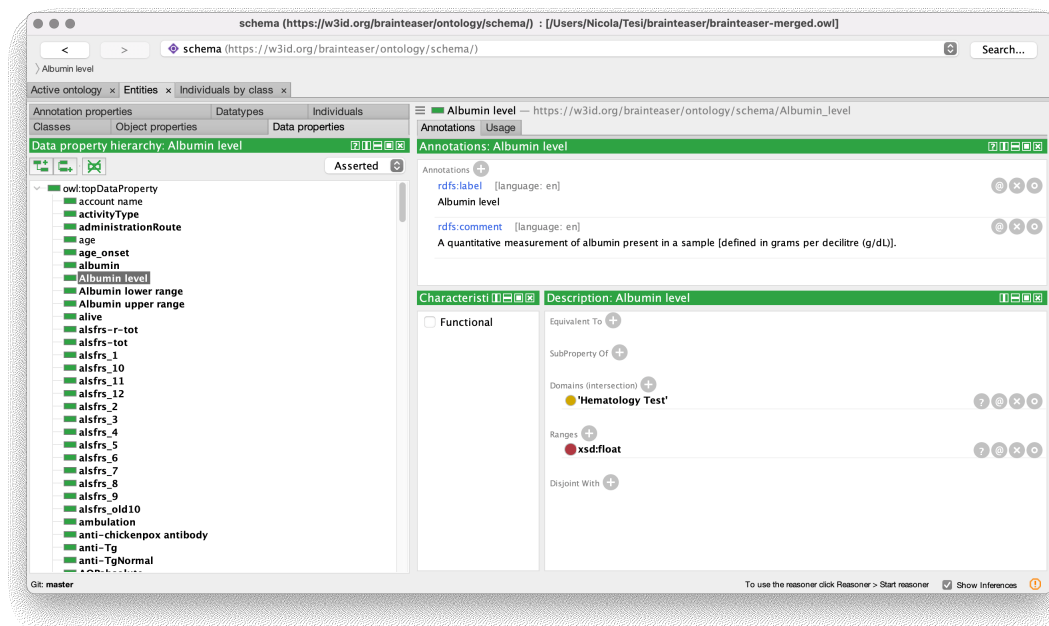 schema (https://w3id.org/brainteaser/ontology/schema/) : [/Users/Nicola/Tesi/brainteaser/brainteaser-merged.owl]
< > schema (https://w3id.org/brainteaser/ontology/schema/) Search...
Albumin level
Active ontology × Entities × Individuals by class ×
Annotation properties Datatypes Individuals
Classes Object properties Data properties
Data property hierarchy: Albumin level
Asserted
owl:topDataProperty
account name
activityType
administrationRoute
age
age_onset
albumin
Albumin level
Albumin lower range
Albumin upper range
alive
alsfrs-r-tot
alsfrs-tot
alsfrs_1
alsfrs_10
alsfrs_11
alsfrs_12
alsfrs_2
alsfrs_3
alsfrs_4
alsfrs_5
alsfrs_6
alsfrs_7
alsfrs_8
alsfrs_9
alsfrs_old10
ambulation
anti-chickenpox antibody
anti-Tg
anti-TgNormal
Albumin level — https://w3id.org/brainteaser/ontology/schema/Albumin_level
Annotations Usage
Annotations: Albumin level
Annotations
rdfs:label [language: en]
Albumin level
rdfs:comment [language: en]
A quantitative measurement of albumin present in a sample [defined in grams per decilitre (g/dL)].
Characteristi
Functional
Description: Albumin level
Equivalent To
SubProperty Of
Domains (intersection)
'Hematology Test'
Ranges
xsd:float
Disjoint With
Git: master
To use the reasoner click Reasoner > Start reasoner Show Inferences